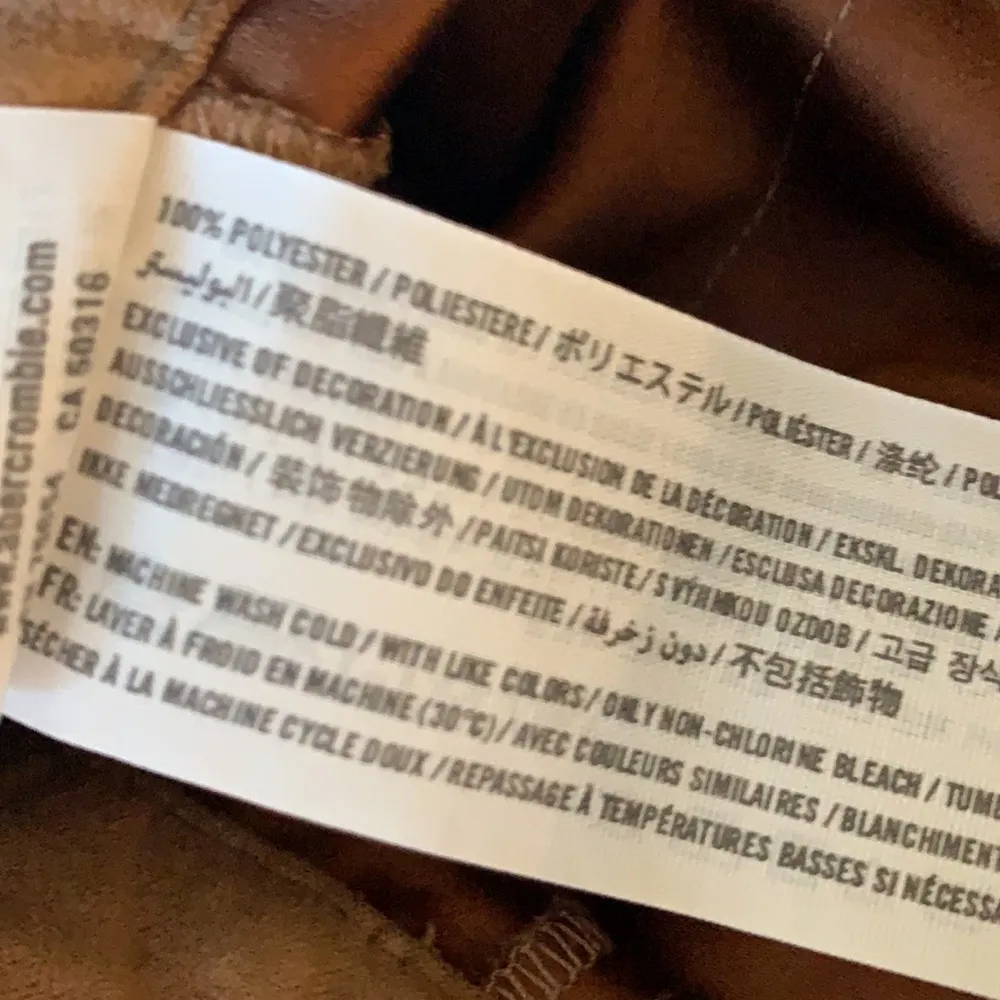 100% POLYESTER / POLIESTERE / ポリエステル / POLIÉSTER / 涤纶 /
البوليستر / 聚脂纖維
EXCLUSIVE OF DECORATION / À L'EXCLUSION DE LA DÉCORATION / EKSKL. DEKORA
AUSSCHLIESSLICH VERZIERUNG / UTOM DEKORATIONEN / ESCLUSA DECORAZIONE
DECORACIÓN / 装饰物除外 / PAITSI KORISTE / S VÝHMKOU OZDOB / 고급 장식
IKKE MEDREGNET / EXCLUSIVO DO ENFEITE / دون زخرفة / 不包括飾物
EN: MACHINE WASH COLD / WITH LIKE COLORS / ONLY NON-CHLORINE BLEACH / TUM
FR: LAVER À FROID EN MACHINE (30°C) / AVEC COULEURS SIMILAIRES / BLANCHIMENT
SÉCHER À LA MACHINE CYCLE DOUX / REPASSAGE À TEMPÉRATURES BASSES SI NÉCESSA
www.abercrombie.com
CA 50316